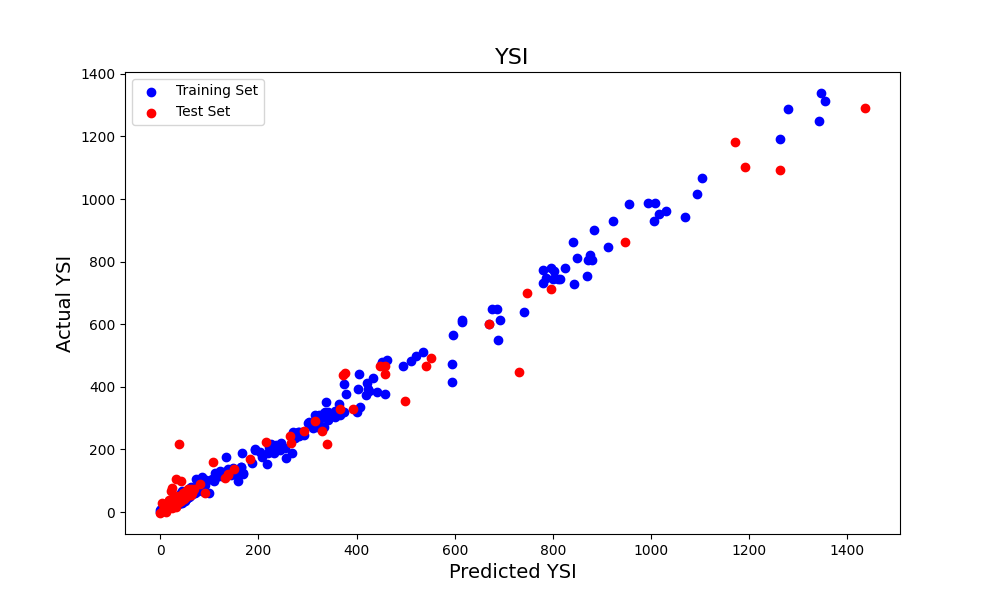 YSI
Training Set
Test Set
1400
1200
1000
800
600
400
200
0
Actual YSI
0 200 400 600 800 1000 1200 1400
Predicted YSI